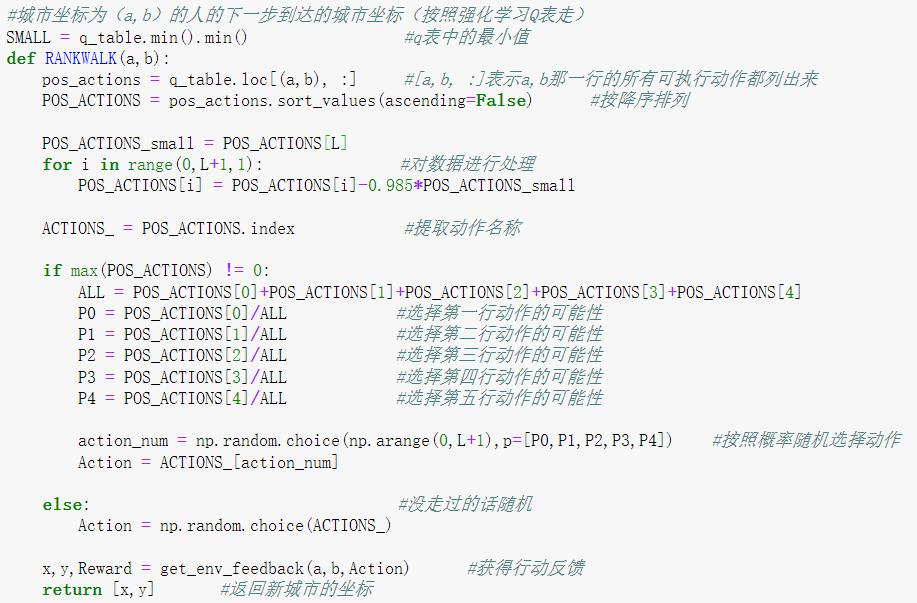 #城市坐标为（a,b）的人的下一步到达的城市坐标（按照强化学习Q表走）
SMALL = q_table.min().min()                 #q表中的最小值
def RANKWALK(a,b):
    pos_actions = q_table.loc[(a,b), :]     #[a,b, :]表示a,b那一行的所有可执行动作都列出来
    POS_ACTIONS = pos_actions.sort_values(ascending=False)      #按降序排列

    POS_ACTIONS_small = POS_ACTIONS[L]
    for i in range(0,L+1,1):               #对数据进行处理
        POS_ACTIONS[i] = POS_ACTIONS[i]-0.985*POS_ACTIONS_small

    ACTIONS_ = POS_ACTIONS.index            #提取动作名称

    if max(POS_ACTIONS) != 0:
        ALL = POS_ACTIONS[0]+POS_ACTIONS[1]+POS_ACTIONS[2]+POS_ACTIONS[3]+POS_ACTIONS[4]
        P0 = POS_ACTIONS[0]/ALL            #选择第一行动作的可能性
        P1 = POS_ACTIONS[1]/ALL            #选择第二行动作的可能性
        P2 = POS_ACTIONS[2]/ALL            #选择第三行动作的可能性
        P3 = POS_ACTIONS[3]/ALL            #选择第四行动作的可能性
        P4 = POS_ACTIONS[4]/ALL            #选择第五行动作的可能性

        action_num = np.random.choice(np.arange(0,L+1),p=[P0,P1,P2,P3,P4])    #按照概率随机选择动作
        Action = ACTIONS_[action_num]

    else:                                  #没走过的话随机
        Action = np.random.choice(ACTIONS_)

    x,y,Reward = get_env_feedback(a,b,Action)      #获得行动反馈
    return [x,y]       #返回新城市的坐标